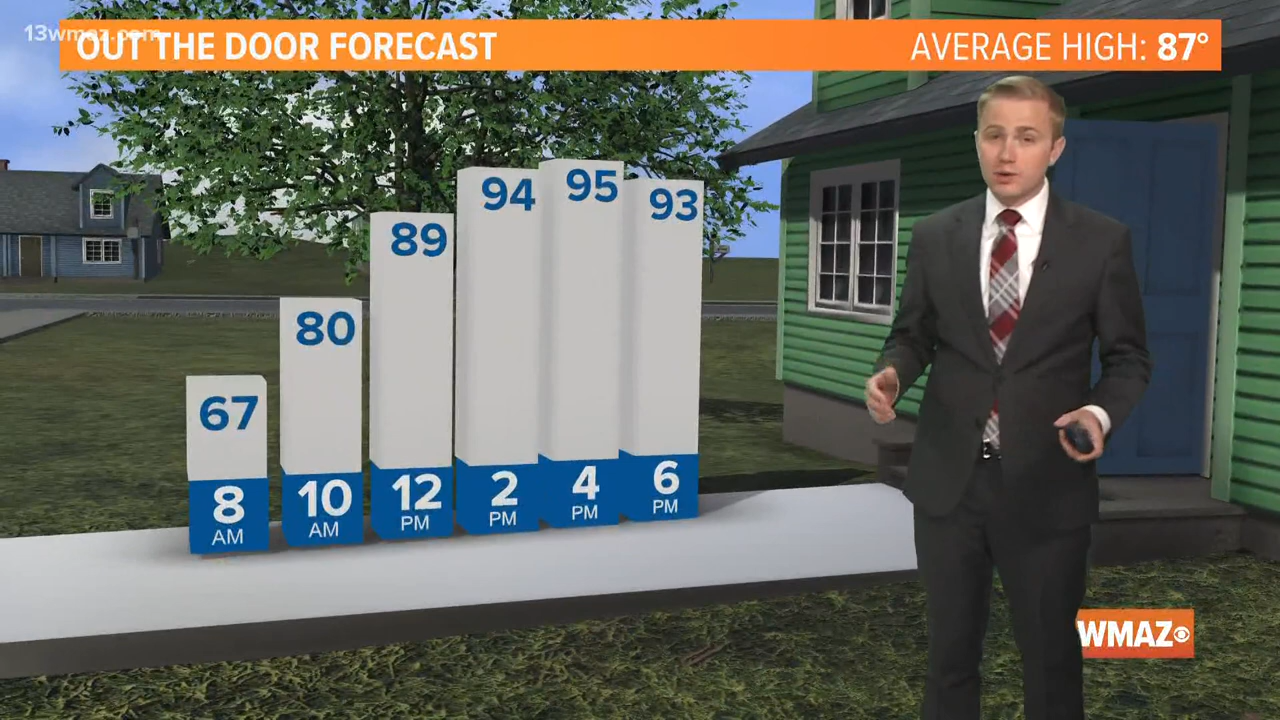 13wmaz.com
OUT THE DOOR FORECAST
AVERAGE HIGH: 87°
67
80
89
94
95
93
8
AM
10
AM
12
PM
2
PM
4
PM
6
PM
WMAZ